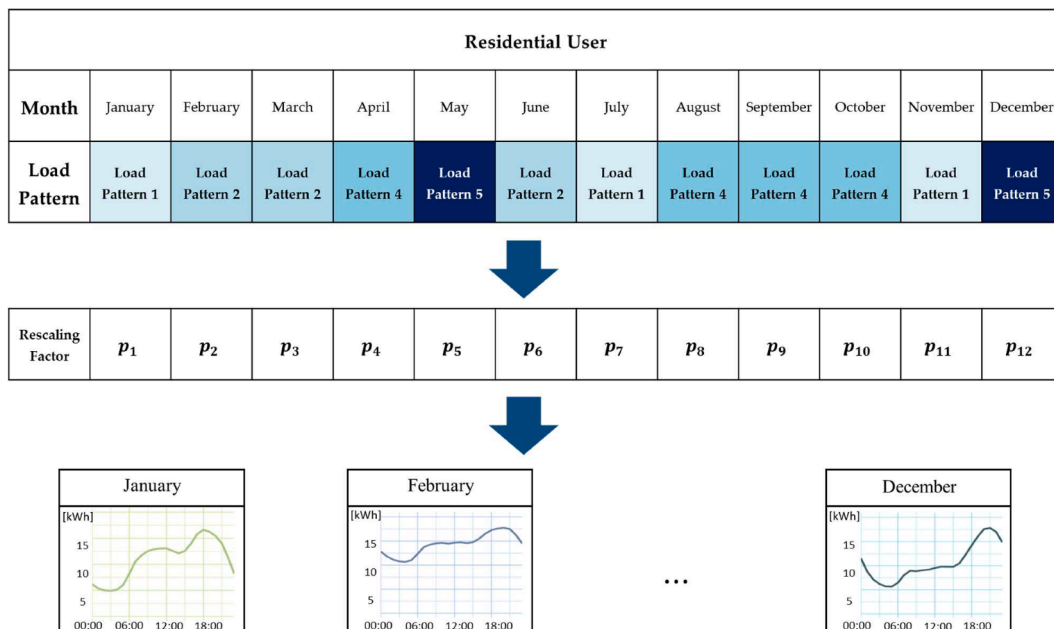 Residential User
Month January February March April May June July August September October November December
Load Load Load Load Load Load Load Load Load Load Load Load Load
Pattern Pattern 1 Pattern 2 Pattern 2 Pattern 4 Pattern 5 Pattern 2 Pattern 1 Pattern 4 Pattern 4 Pattern 4 Pattern 1 Pattern 5
Rescaling
Factor p₁ p₂ p₃ p₄ p₅ p₆ p₇ p₈ p₉ p₁₀ p₁₁ p₁₂
January
[kWh]
15
10
5
00:00 06:00 12:00 18:00
February
[kWh]
15
10
5
00:00 06:00 12:00 18:00
...
December
[kWh]
15
10
5
00:00 06:00 12:00 18:00